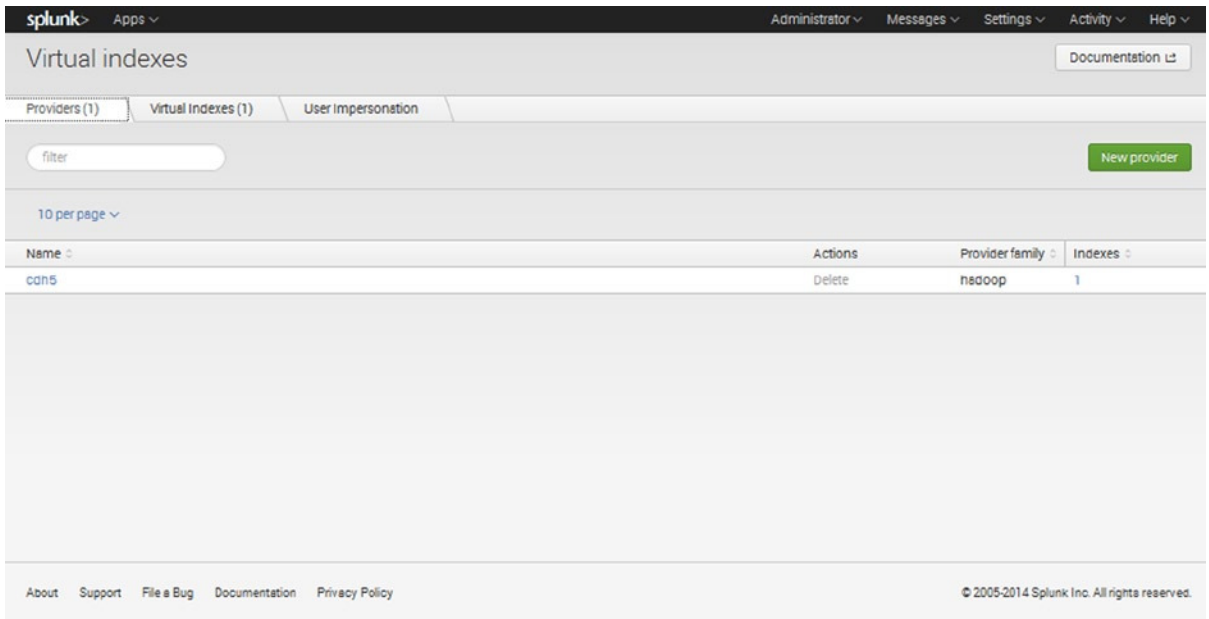 splunk> Apps Administrator Messages Settings Activity Help
Virtual indexes Documentation
Providers (1) Virtual Indexes (1) User Impersonation
filter New provider
10 per page
Name Actions Provider family Indexes
cdh5 Delete hadoop 1
About Support File a Bug Documentation Privacy Policy © 2005-2014 Splunk Inc. All rights reserved.